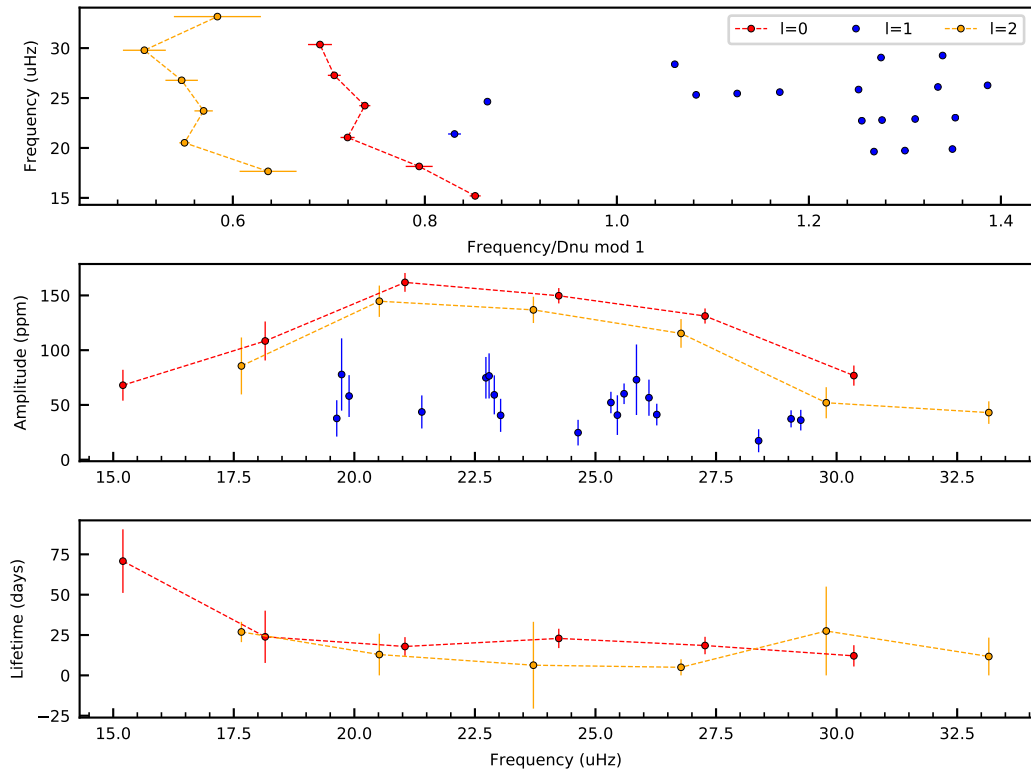 l=0 l=1 l=2
30
25
20
15
Frequency (uHz)
0.6 0.8 1.0 1.2 1.4
Frequency/Dnu mod 1
150
100
50
0
Amplitude (ppm)
15.0 17.5 20.0 22.5 25.0 27.5 30.0 32.5
75
50
25
0
−25
Lifetime (days)
15.0 17.5 20.0 22.5 25.0 27.5 30.0 32.5
Frequency (uHz)